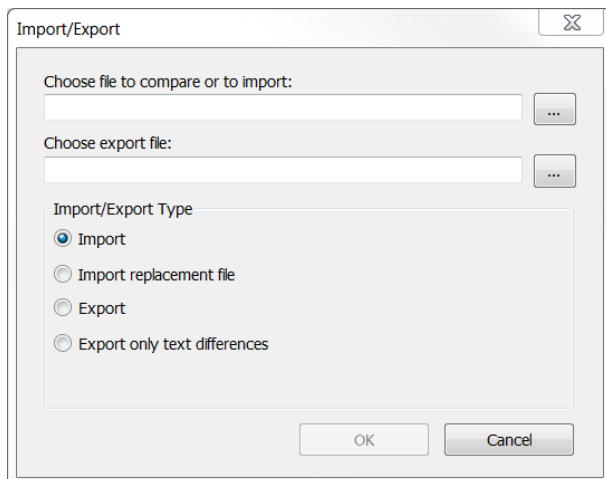 Import/Export
Choose file to compare or to import:
...
Choose export file:
...
Import/Export Type
Import
Import replacement file
Export
Export only text differences
OK
Cancel